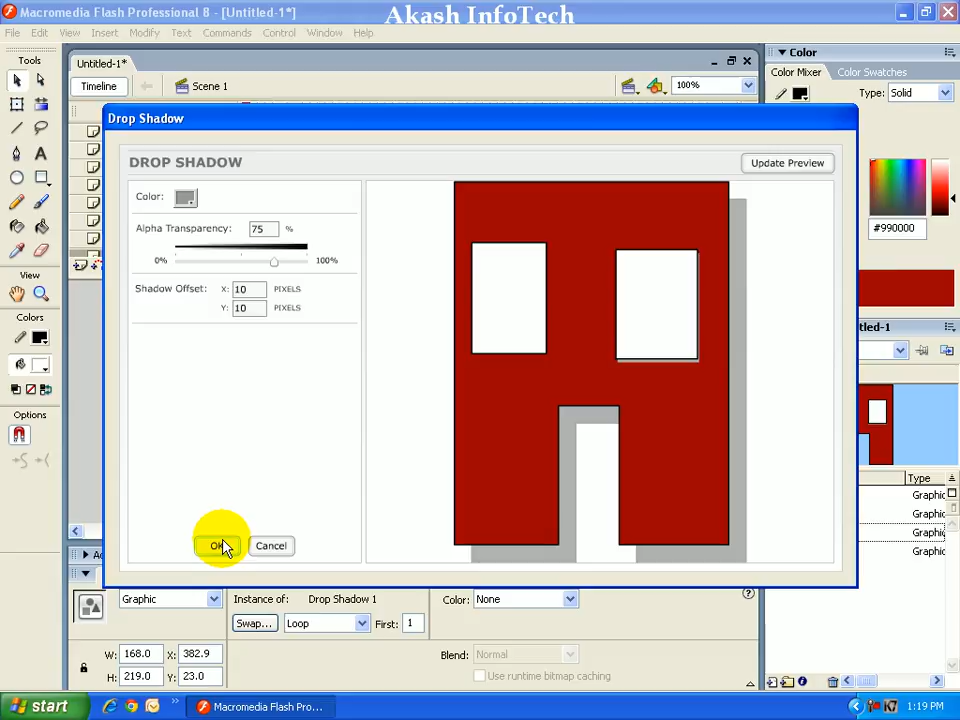 Macromedia Flash Professional 8 - [Untitled-1*]
Akash InfoTech
File Edit View Insert Modify Text Commands Control Window Help
Tools
Untitled-1*
Color
Timeline
Scene 1
100%
Color Mixer
Color Swatches
Type: Solid
Drop Shadow
DROP SHADOW
Update Preview
Color:
Alpha Transparency: 75 %
0% 100%
Shadow Offset: X: 10 PIXELS
Y: 10 PIXELS
#990000
View
Colors
Options
OK
Cancel
tled-1
Type
Graphic
Graphic
Graphic
Graphic
Graphic
Instance of: Drop Shadow 1
Color: None
Swap...
Loop
First: 1
W: 168.0 X: 382.9
H: 219.0 Y: 23.0
Blend: Normal
Use runtime bitmap caching
start
Macromedia Flash Pro...
1:19 PM